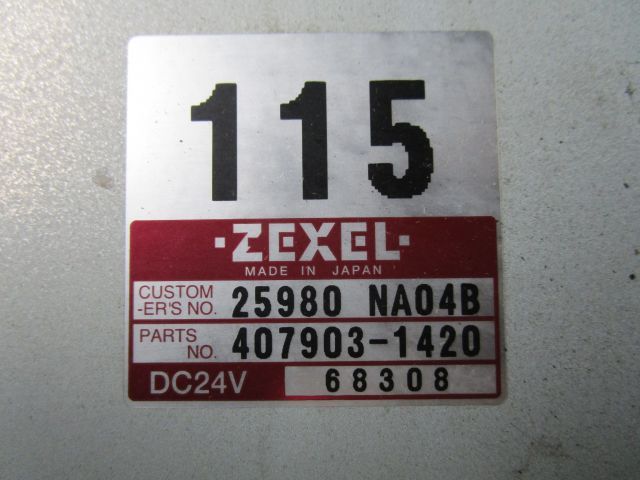 115
·ZEXEL·
MADE IN JAPAN
CUSTOM
-ER'S NO. 25980 NA04B
PARTS
NO. 407903-1420
DC24V 68308